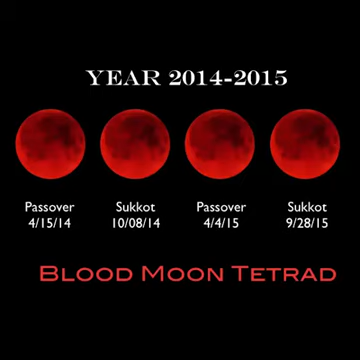 YEAR 2014-2015
Passover Sukkot Passover Sukkot
4/15/14 10/08/14 4/4/15 9/28/15
BLOOD MOON TETRAD